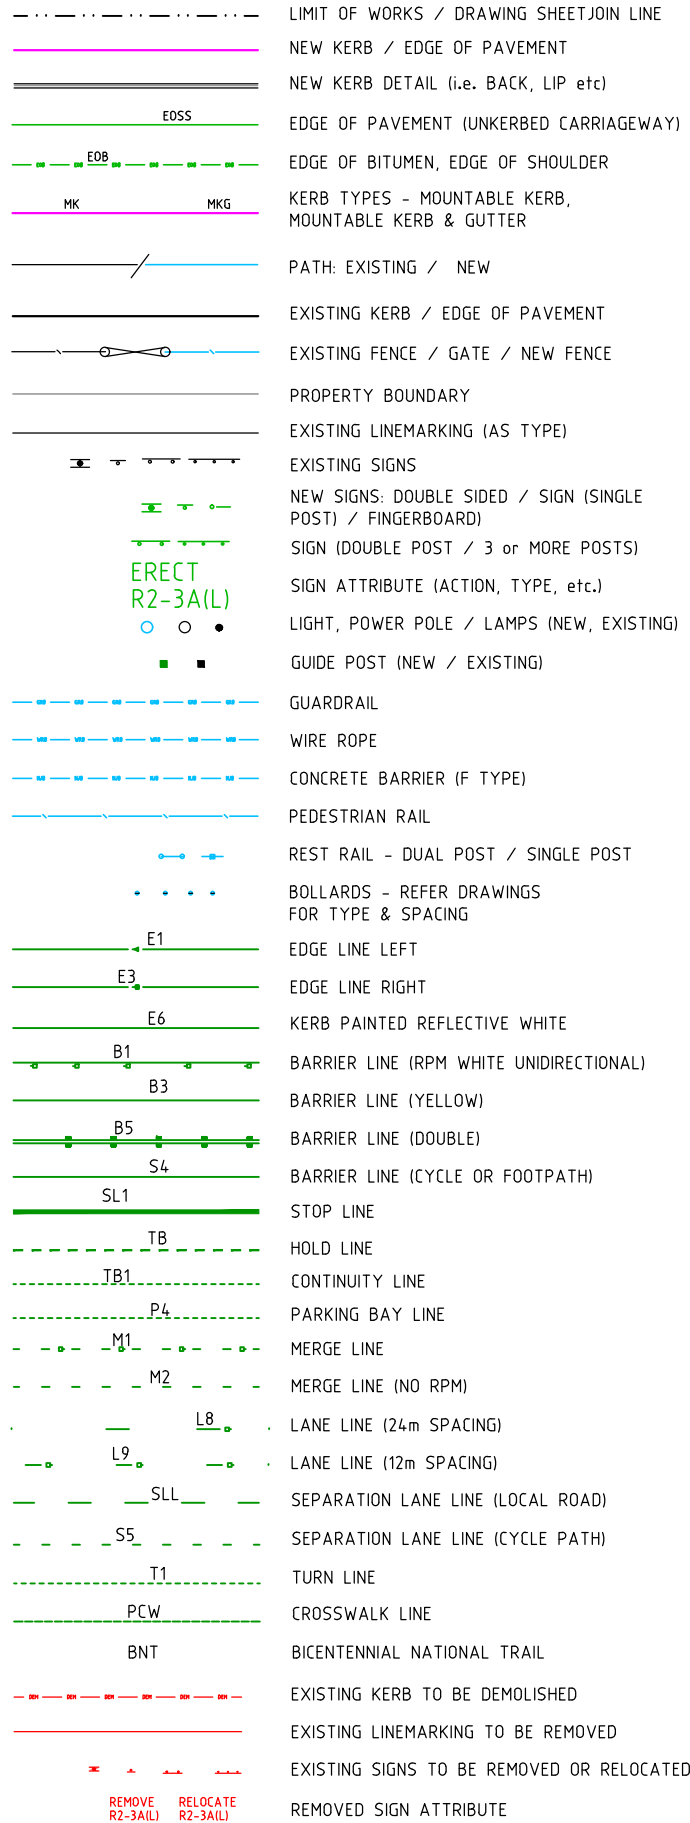 LIMIT OF WORKS / DRAWING SHEETJOIN LINE
NEW KERB / EDGE OF PAVEMENT
NEW KERB DETAIL (i.e. BACK, LIP etc)
EOSS
EDGE OF PAVEMENT (UNKERBED CARRIAGEWAY)
EOB
EDGE OF BITUMEN, EDGE OF SHOULDER
MK MKG
KERB TYPES - MOUNTABLE KERB,
MOUNTABLE KERB & GUTTER
PATH: EXISTING / NEW
EXISTING KERB / EDGE OF PAVEMENT
EXISTING FENCE / GATE / NEW FENCE
PROPERTY BOUNDARY
EXISTING LINEMARKING (AS TYPE)
EXISTING SIGNS
NEW SIGNS: DOUBLE SIDED / SIGN (SINGLE
POST) / FINGERBOARD)
SIGN (DOUBLE POST / 3 or MORE POSTS)
ERECT
R2-3A(L)
SIGN ATTRIBUTE (ACTION, TYPE, etc.)
LIGHT, POWER POLE / LAMPS (NEW, EXISTING)
GUIDE POST (NEW / EXISTING)
GUARDRAIL
WIRE ROPE
CONCRETE BARRIER (F TYPE)
PEDESTRIAN RAIL
REST RAIL - DUAL POST / SINGLE POST
BOLLARDS - REFER DRAWINGS
FOR TYPE & SPACING
E1
EDGE LINE LEFT
E3
EDGE LINE RIGHT
E6
KERB PAINTED REFLECTIVE WHITE
B1
BARRIER LINE (RPM WHITE UNIDIRECTIONAL)
B3
BARRIER LINE (YELLOW)
B5
BARRIER LINE (DOUBLE)
S4
BARRIER LINE (CYCLE OR FOOTPATH)
SL1
STOP LINE
TB
HOLD LINE
TB1
CONTINUITY LINE
P4
PARKING BAY LINE
M1
MERGE LINE
M2
MERGE LINE (NO RPM)
L8
LANE LINE (24m SPACING)
L9
LANE LINE (12m SPACING)
SLL
SEPARATION LANE LINE (LOCAL ROAD)
S5
SEPARATION LANE LINE (CYCLE PATH)
T1
TURN LINE
PCW
CROSSWALK LINE
BNT
BICENTENNIAL NATIONAL TRAIL
DEM DEM DEM DEM DEM DEM
EXISTING KERB TO BE DEMOLISHED
EXISTING LINEMARKING TO BE REMOVED
EXISTING SIGNS TO BE REMOVED OR RELOCATED
REMOVE RELOCATE
R2-3A(L) R2-3A(L)
REMOVED SIGN ATTRIBUTE